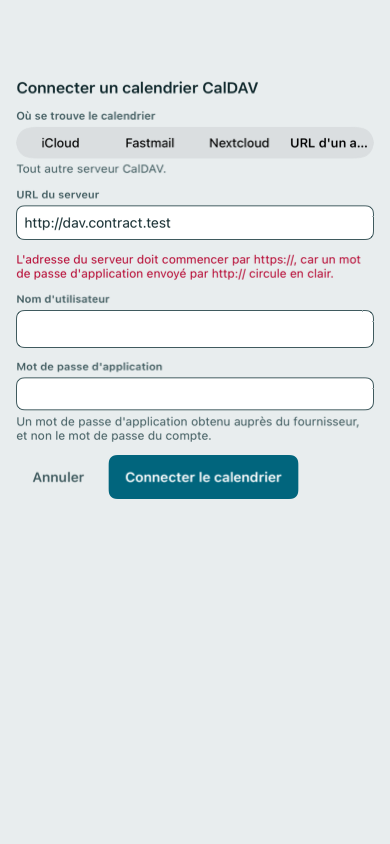 Connecter un calendrier CalDAV
Où se trouve le calendrier
iCloud Fastmail Nextcloud URL d'un a...
Tout autre serveur CalDAV.
URL du serveur
http://dav.contract.test
L'adresse du serveur doit commencer par https://, car un mot
de passe d'application envoyé par http:// circule en clair.
Nom d'utilisateur
Mot de passe d'application
Un mot de passe d'application obtenu auprès du fournisseur,
et non le mot de passe du compte.
Annuler Connecter le calendrier